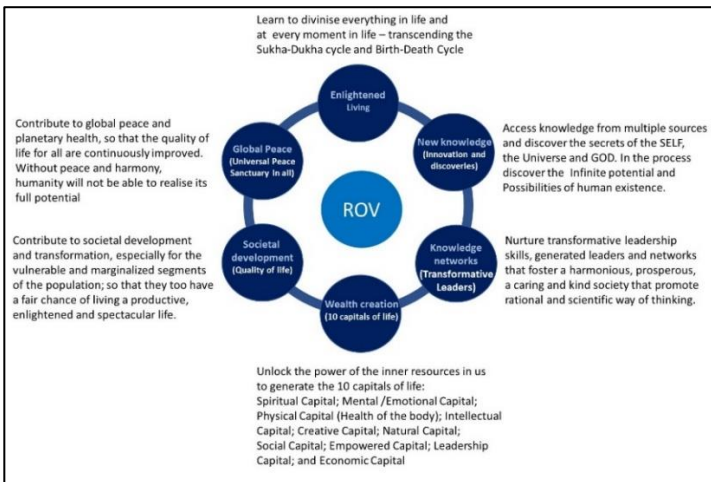 Learn to divinise everything in life and
at every moment in life – transcending the
Sukha-Dukha cycle and Birth-Death Cycle
Enlightened
Living
New knowledge
(Innovation and
discoveries)
Access knowledge from multiple sources
and discover the secrets of the SELF,
the Universe and GOD. In the process
discover the Infinite potential and
Possibilities of human existence.
Knowledge
networks
(Transformative
Leaders)
Nurture transformative leadership
skills, generated leaders and networks
that foster a harmonious, prosperous,
a caring and kind society that promote
rational and scientific way of thinking.
Wealth creation
(10 capitals of life)
Unlock the power of the inner resources in us
to generate the 10 capitals of life:
Spiritual Capital; Mental /Emotional Capital;
Physical Capital (Health of the body); Intellectual
Capital; Creative Capital; Natural Capital;
Social Capital; Empowered Capital; Leadership
Capital; and Economic Capital
Societal
development
(Quality of life)
Contribute to societal development
and transformation, especially for the
vulnerable and marginalized segments
of the population; so that they too have
a fair chance of living a productive,
enlightened and spectacular life.
Global Peace
(Universal Peace
Sanctuary in all)
Contribute to global peace and
planetary health, so that the quality of
life for all are continuously improved.
Without peace and harmony,
humanity will not be able to realise its
full potential
ROV